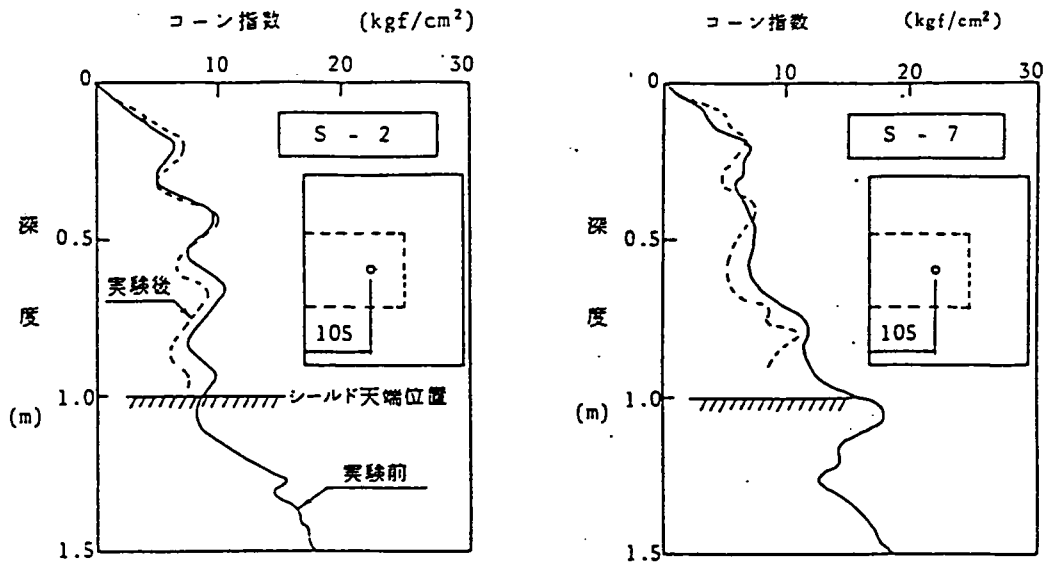 コーン指数 (kgf/cm²)
0 10 20 30
S - 2
深
度
(m)
0.5
1.0
1.5
実験後
105
シールド天端位置
実験前
コーン指数 (kgf/cm²)
0 10 20 30
S - 7
0.5
1.0
1.5
深
度
(m)
105